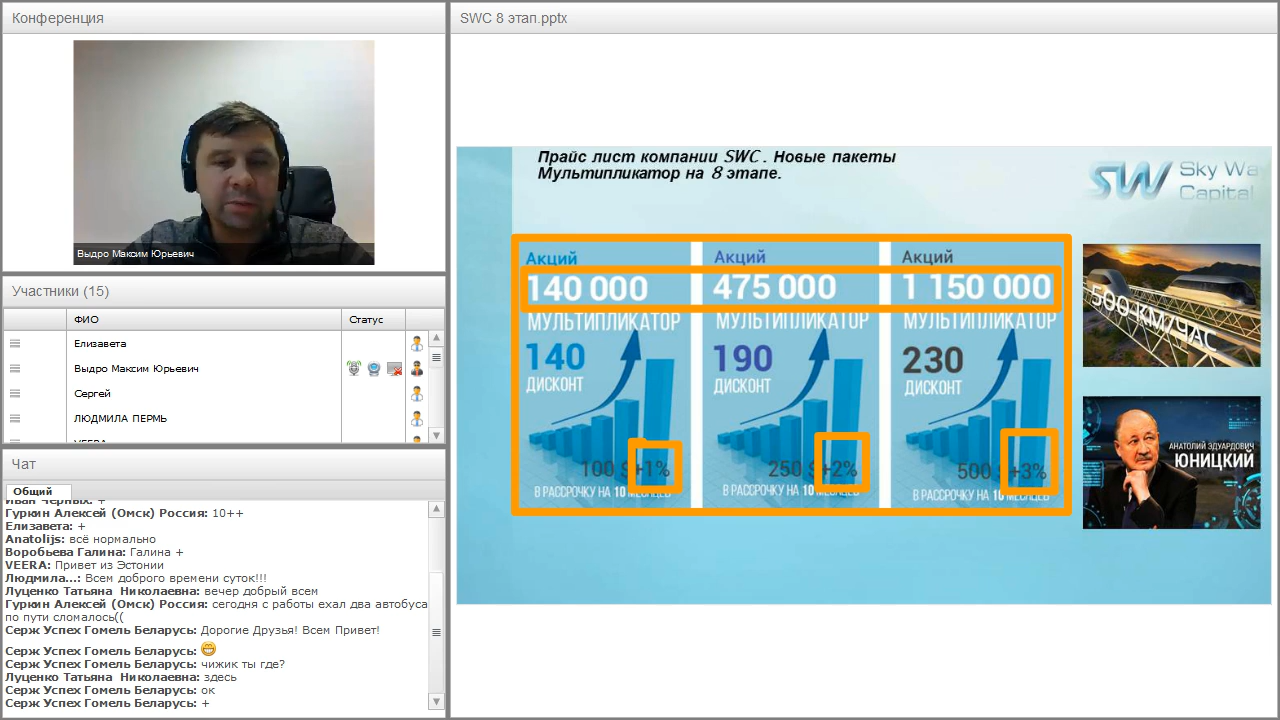 Конференция
Выдро Максим Юрьевич
Участники (15)
ФИО
Статус
Елизавета
Выдро Максим Юрьевич
Сергей
ЛЮДМИЛА ПЕРМЬ
Чат
Общий
Иван Черных: +
Гуркин Алексей (Омск) Россия: 10++
Елизавета: +
Anatolijs: всё нормально
Воробьева Галина: Галина +
VEERA: Привет из Эстонии
Людмила...: Всем доброго времени суток!!!
Луценко Татьяна Николаевна: вечер добрый всем
Гуркин Алексей (Омск) Россия: сегодня с работы ехал два автобуса
по пути сломалось((
Серж Успех Гомель Беларусь: Дорогие Друзья! Всем Привет!
Серж Успех Гомель Беларусь:
Серж Успех Гомель Беларусь: чижик ты где?
Луценко Татьяна Николаевна: здесь
Серж Успех Гомель Беларусь: ок
Серж Успех Гомель Беларусь: +
SWC 8 этап.pptx
Прайс лист компании SWC. Новые пакеты
Мультипликатор на 8 этапе.
SW Sky Wa
Capital
Акций
140 000
МУЛЬТИПЛИКАТОР
140
ДИСКОНТ
100 $+1%
В РАССРОЧКУ НА 10 МЕСЯЦЕВ
Акций
475 000
МУЛЬТИПЛИКАТОР
190
ДИСКОНТ
250 $+2%
В РАССРОЧКУ НА 10 МЕСЯЦЕВ
Акций
1 150 000
МУЛЬТИПЛИКАТОР
230
ДИСКОНТ
500 $+3%
В РАССРОЧКУ НА 10 МЕСЯЦЕВ
500 КМ/ЧАС
АНАТОЛИЙ ЭДУАРДОВИЧ
ЮНИЦКИЙ